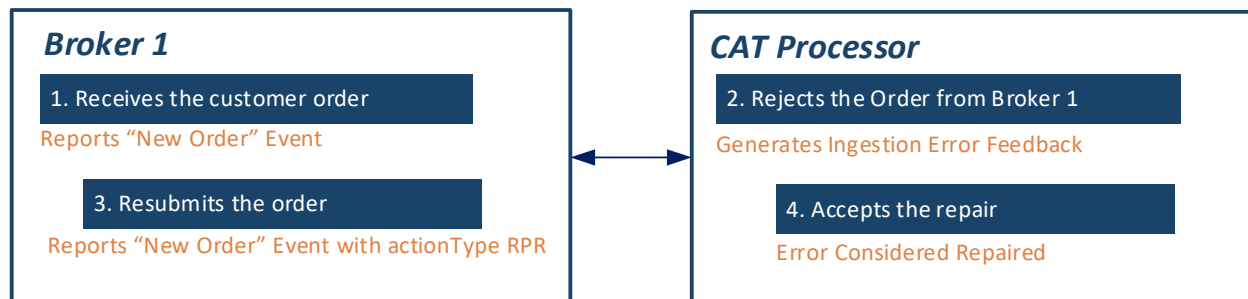 Broker 1
1. Receives the customer order
Reports “New Order” Event
3. Resubmits the order
Reports “New Order” Event with actionType RPR
CAT Processor
2. Rejects the Order from Broker 1
Generates Ingestion Error Feedback
4. Accepts the repair
Error Considered Repaired